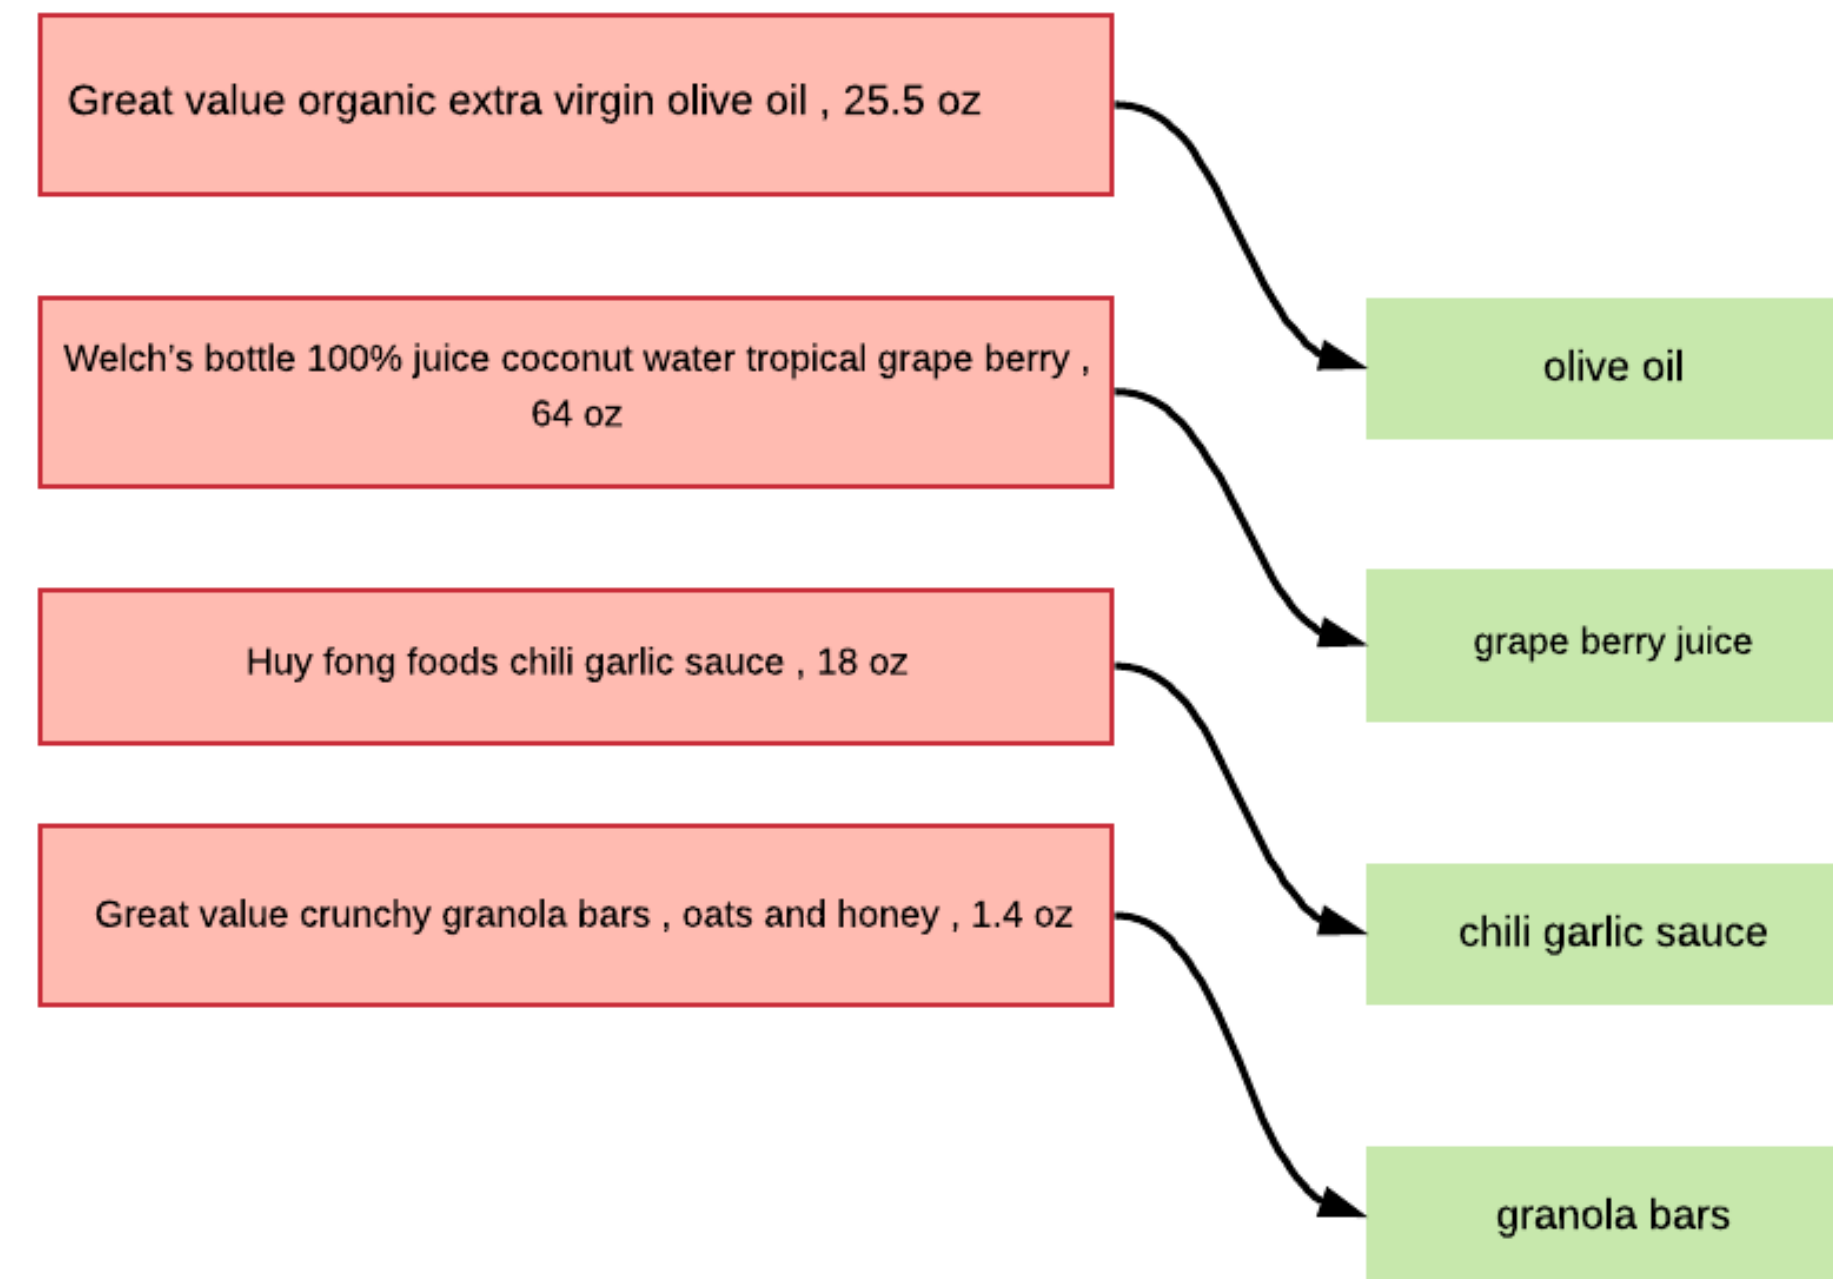 Great value organic extra virgin olive oil , 25.5 oz
Welch's bottle 100% juice coconut water tropical grape berry ,
64 oz
Huy fong foods chili garlic sauce , 18 oz
Great value crunchy granola bars , oats and honey , 1.4 oz
olive oil
grape berry juice
chili garlic sauce
granola bars